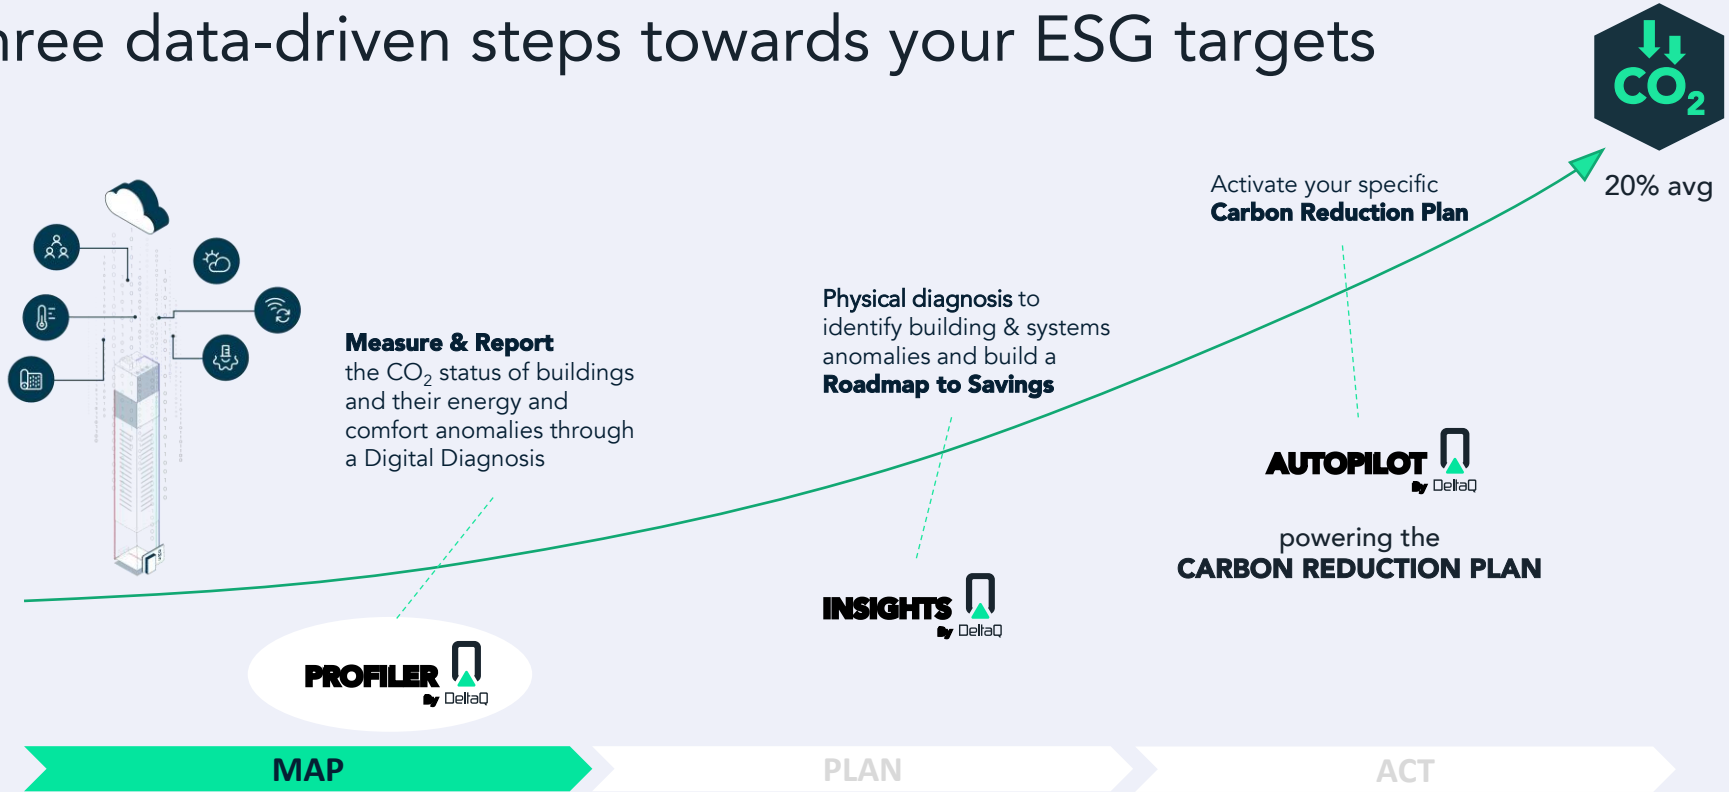 hree data-driven steps towards your ESG targets
CO2
20% avg
Activate your specific
Carbon Reduction Plan
Physical diagnosis to
identify building & systems
anomalies and build a
Roadmap to Savings
Measure & Report
the CO2 status of buildings
and their energy and
comfort anomalies through
a Digital Diagnosis
AUTOPILOT
By DeltaQ
powering the
CARBON REDUCTION PLAN
INSIGHTS
By DeltaQ
PROFILER
By DeltaQ
MAP
PLAN
ACT